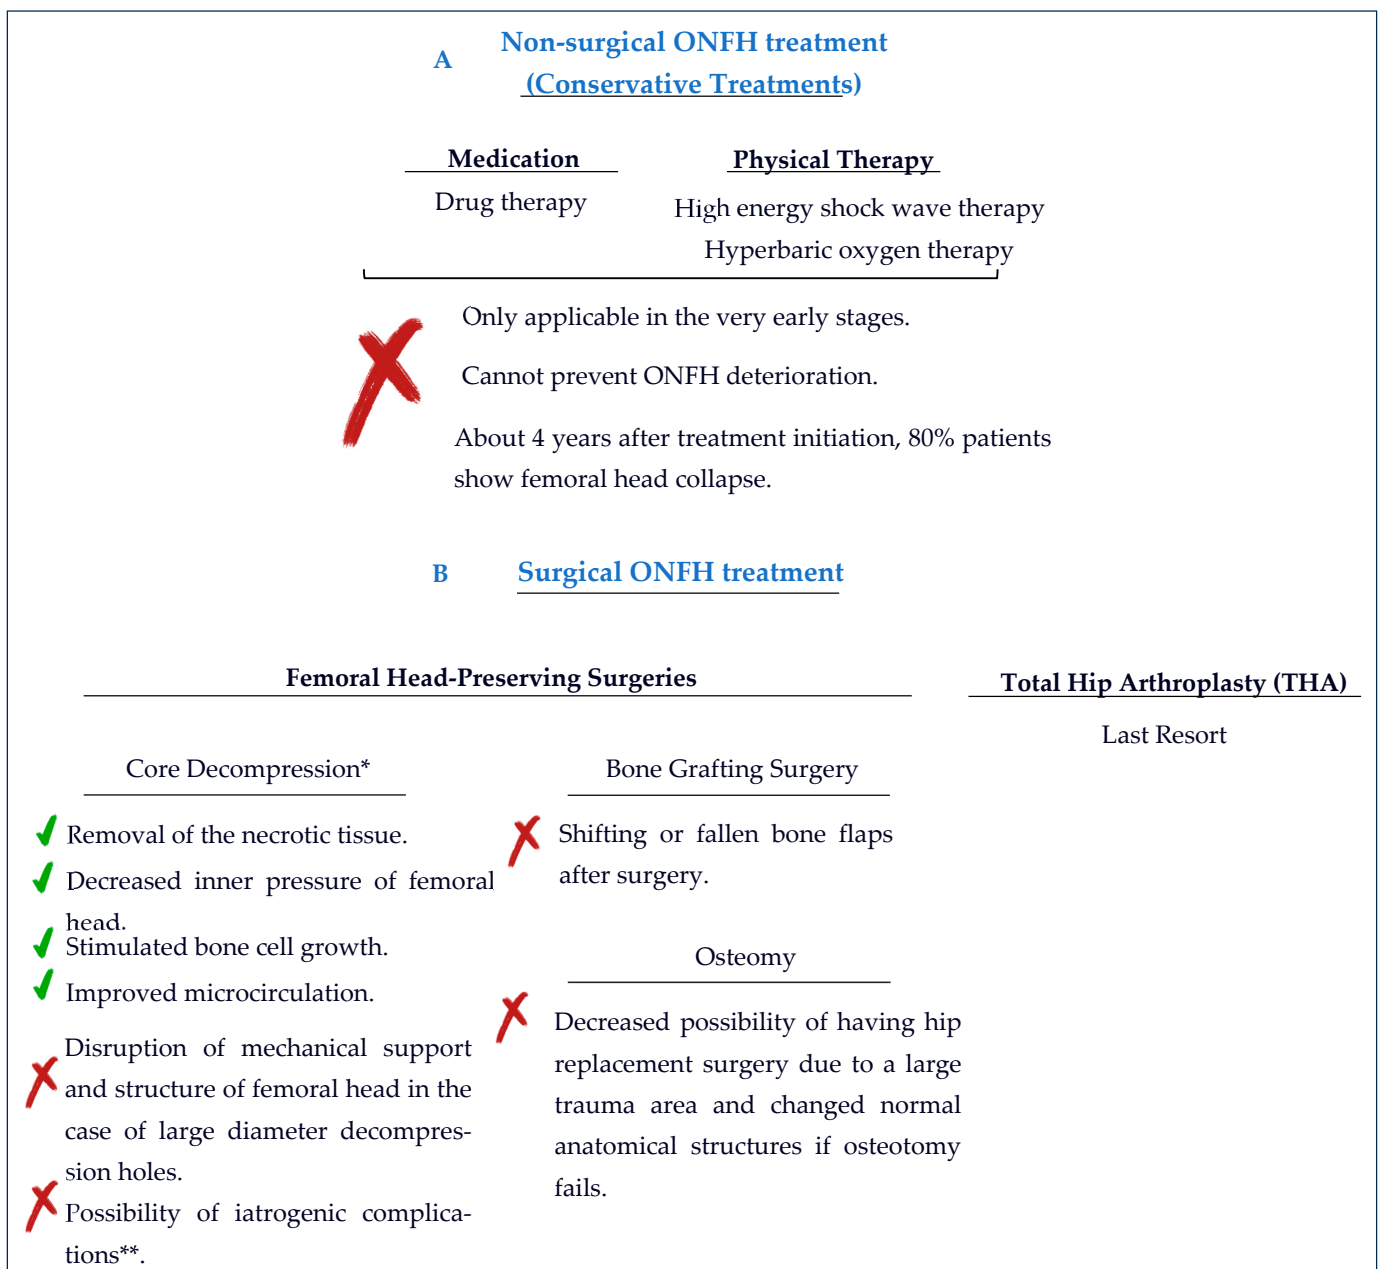 A
Non-surgical ONFH treatment
(Conservative Treatments)
Medication
Drug therapy
Physical Therapy
High energy shock wave therapy
Hyperbaric oxygen therapy
Only applicable in the very early stages.
Cannot prevent ONFH deterioration.
About 4 years after treatment initiation, 80% patients
show femoral head collapse.
B
Surgical ONFH treatment
Femoral Head-Preserving Surgeries
Core Decompression*
Removal of the necrotic tissue.
Decreased inner pressure of femoral
head.
Stimulated bone cell growth.
Improved microcirculation.
Disruption of mechanical support
and structure of femoral head in the
case of large diameter decompres-
sion holes.
Possibility of iatrogenic complica-
tions**.
Bone Grafting Surgery
Shifting or fallen bone flaps
after surgery.
Osteomy
Decreased possibility of having hip
replacement surgery due to a large
trauma area and changed normal
anatomical structures if osteotomy
fails.
Total Hip Arthroplasty (THA)
Last Resort